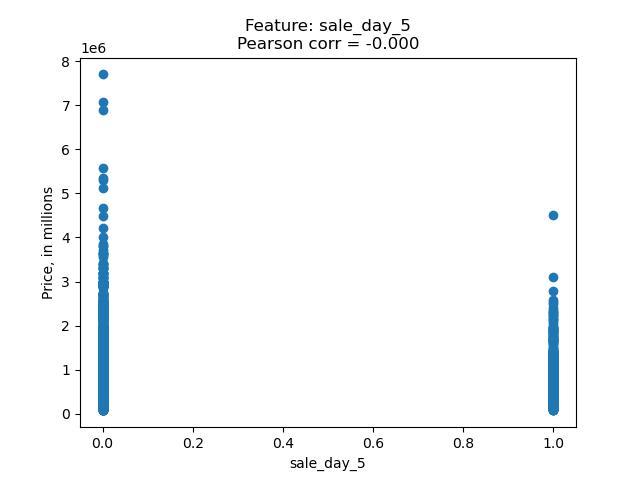 Feature: sale_day_5
Pearson corr = -0.000
1e6
8
7
6
5
4
3
2
1
0
Price, in millions
0.0 0.2 0.4 0.6 0.8 1.0
sale_day_5